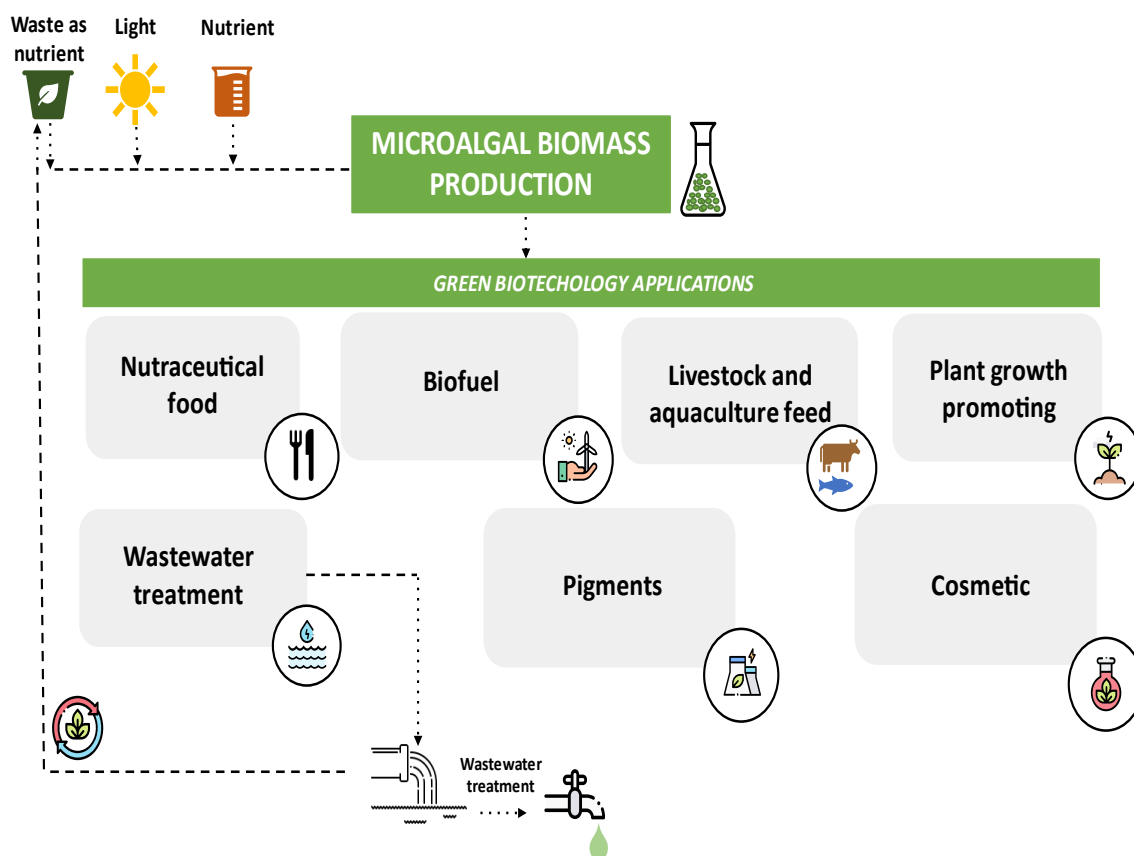 Waste as
nutrient
Light
Nutrient
MICROALGAL BIOMASS
PRODUCTION
GREEN BIOTECHOLOGY APPLICATIONS
Nutraceutical
food
Biofuel
Livestock and
aquaculture feed
Plant growth
promoting
Wastewater
treatment
Pigments
Cosmetic
Wastewater
treatment